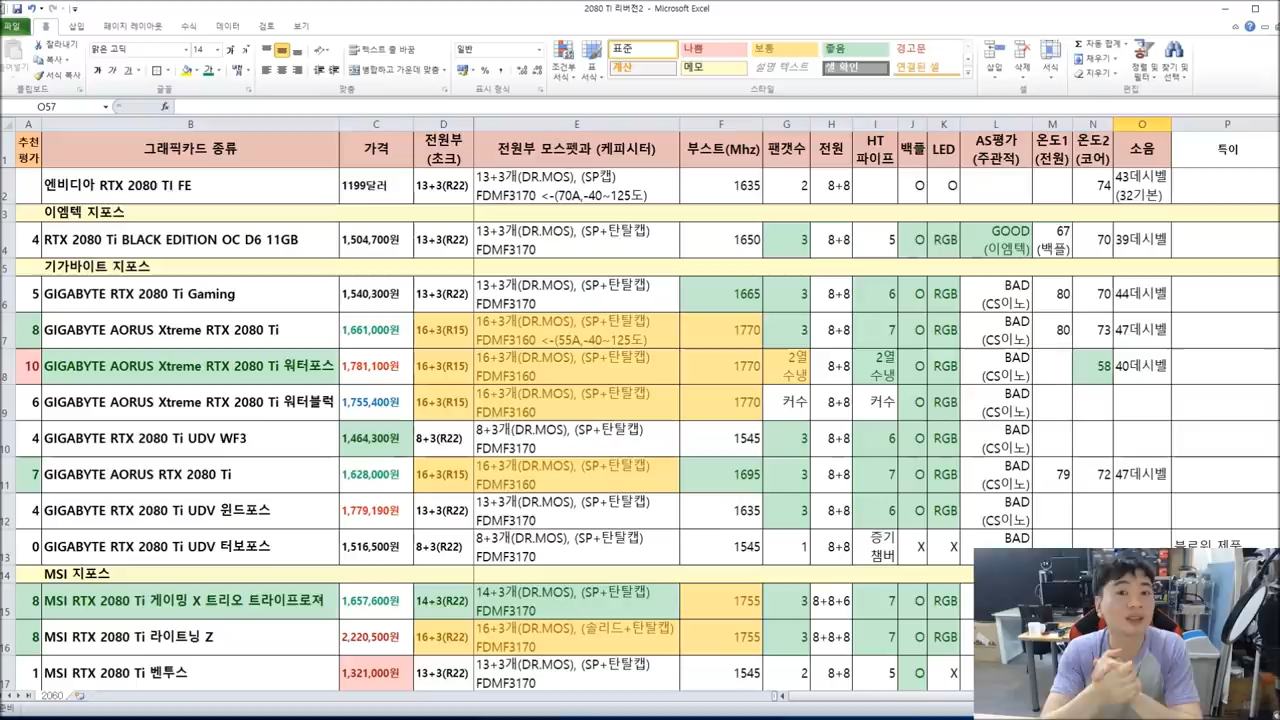 2080 TI 리버전2 - Microsoft Excel
파일 홈 삽입 페이지 레이아웃 수식 데이터 검토 보기
잘라내기
복사
서식 복사
클립보드
맑은 고딕 14
가 가 가
글꼴
텍스트 줄 바꿈
병합하고 가운데 맞춤
맞춤
일반
표시 형식
조건부 서식 표 서식
표준 나쁨 보통 좋음 경고문
계산 메모 설명 텍스트 셀 확인 연결된 셀
스타일
삽입 삭제 서식
셀
자동 합계
채우기
지우기
정렬 및 필터 찾기 및 선택
편집
O57 fx
A B C D E F G H I J K L M N O P
1 추천 평가 그래픽카드 종류 가격 전원부 (초크) 전원부 모스펫과 (케피시터) 부스트(Mhz) 팬갯수 전원 HT 파이프 백플 LED AS평가 (주관적) 온도1 (전원) 온도2 (코어) 소음 특이
2 엔비디아 RTX 2080 TI FE 1199달러 13+3(R22) 13+3개(DR.MOS), (SP캡) FDMF3170 <-(70A,-40~125도) 1635 2 8+8 O O 74 43데시벨 (32기본)
3 이엠텍 지포스
4 4 RTX 2080 Ti BLACK EDITION OC D6 11GB 1,504,700원 13+3(R22) 13+3개(DR.MOS), (SP+탄탈캡) FDMF3170 1650 3 8+8 5 O RGB GOOD (이엠텍) 67 (백플) 70 39데시벨
5 기가바이트 지포스
6 5 GIGABYTE RTX 2080 Ti Gaming 1,540,300원 13+3(R22) 13+3개(DR.MOS), (SP+탄탈캡) FDMF3170 1665 3 8+8 6 O RGB BAD (CS이노) 80 70 44데시벨
7 8 GIGABYTE AORUS Xtreme RTX 2080 Ti 1,661,000원 16+3(R15) 16+3개(DR.MOS), (SP+탄탈캡) FDMF3160 <-(55A,-40~125도) 1770 3 8+8 7 O RGB BAD (CS이노) 80 73 47데시벨
8 10 GIGABYTE AORUS Xtreme RTX 2080 Ti 워터포스 1,781,100원 16+3(R15) 16+3개(DR.MOS), (SP+탄탈캡) FDMF3160 1770 2열 수냉 8+8 2열 수냉 O RGB BAD (CS이노) 58 40데시벨
9 6 GIGABYTE AORUS Xtreme RTX 2080 Ti 워터블럭 1,755,400원 16+3(R15) 16+3개(DR.MOS), (SP+탄탈캡) FDMF3160 1770 커수 8+8 커수 O RGB BAD (CS이노)
10 4 GIGABYTE RTX 2080 Ti UDV WF3 1,464,300원 8+3(R22) 8+3개(DR.MOS), (SP+탄탈캡) FDMF3170 1545 3 8+8 6 O RGB BAD (CS이노)
11 7 GIGABYTE AORUS RTX 2080 Ti 1,628,000원 16+3(R15) 16+3개(DR.MOS), (SP+탄탈캡) FDMF3160 1695 3 8+8 7 O RGB BAD (CS이노) 79 72 47데시벨
12 4 GIGABYTE RTX 2080 Ti UDV 윈드포스 1,779,190원 13+3(R22) 13+3개(DR.MOS), (SP+탄탈캡) FDMF3170 1635 3 8+8 6 O RGB BAD (CS이노)
13 0 GIGABYTE RTX 2080 Ti UDV 터보포스 1,516,500원 8+3(R22) 8+3개(DR.MOS), (SP+탄탈캡) FDMF3170 1545 1 8+8 증기 챔버 X X BAD 블로워 제품
14 MSI 지포스
15 8 MSI RTX 2080 Ti 게이밍 X 트리오 트라이프로져 1,657,600원 14+3(R22) 14+3개(DR.MOS), (SP+탄탈캡) FDMF3170 1755 3 8+8+6 7 O RGB
16 8 MSI RTX 2080 Ti 라이트닝 Z 2,220,500원 16+3(R22) 16+3개(DR.MOS), (솔리드+탄탈캡) FDMF3170 1755 3 8+8+8 7 O RGB
17 1 MSI RTX 2080 Ti 벤투스 1,321,000원 13+3(R22) 13+3개(DR.MOS), (SP+탄탈캡) FDMF3170 1545 2 8+8 5 O X
2060
준비